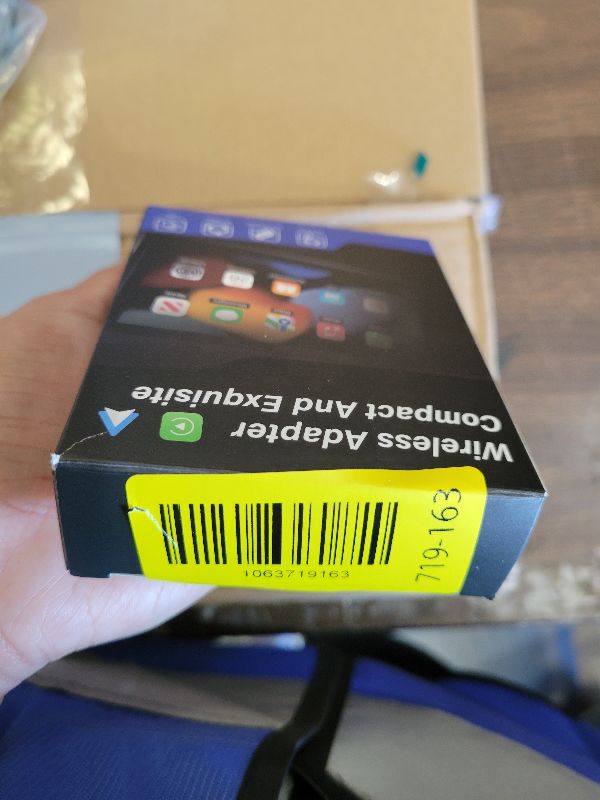 Wireless Adapter
Compact And Exquisite
1063719163
719-163